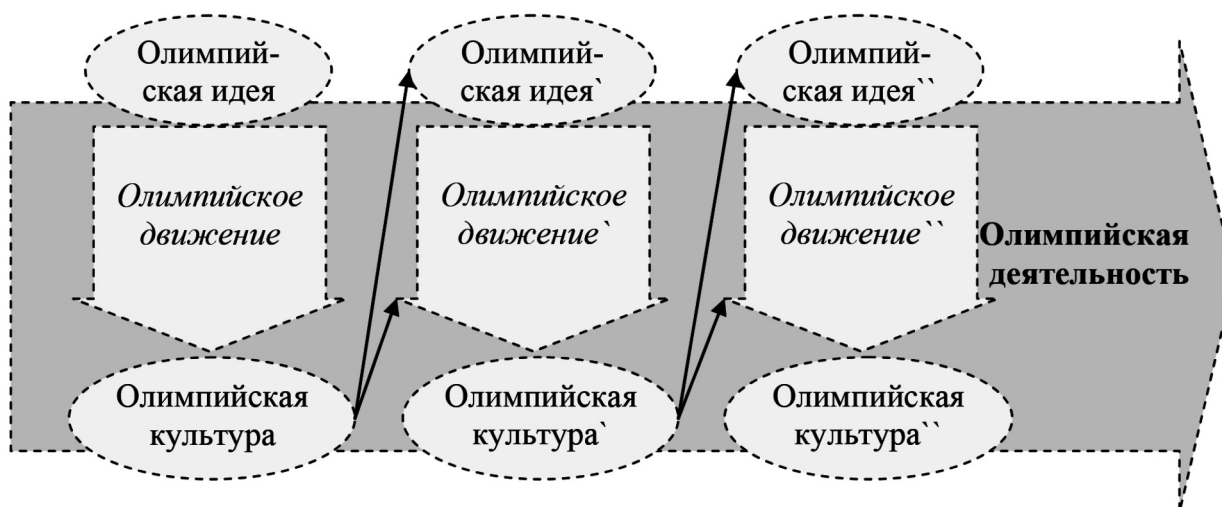 Олимпий-
ская идея
Олимпий-
ская идея`
Олимпий-
ская идея``
Олимпийское
движение
Олимпийское
движение`
Олимпийское
движение``
Олимпийская
деятельность
Олимпийская
культура
Олимпийская
культура`
Олимпийская
культура``